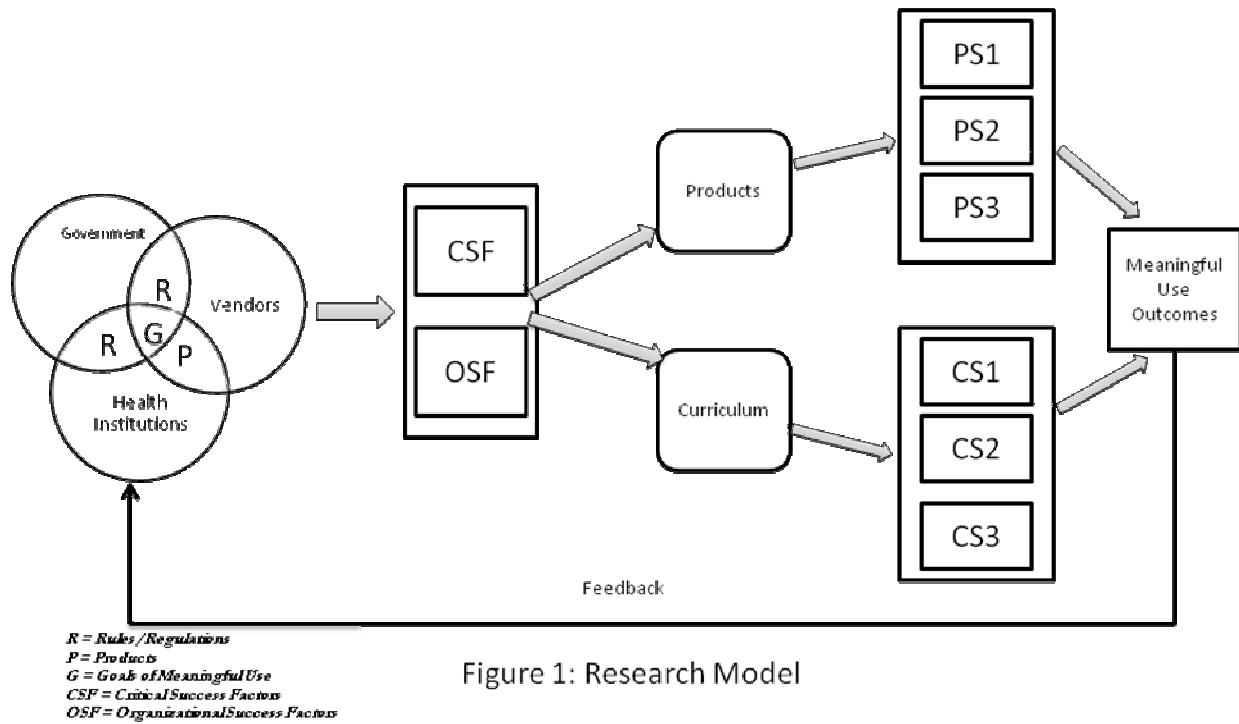 Government
R
Vendors
R
G
P
Health
Institutions
CSF
OSF
Products
Curriculum
PS1
PS2
PS3
CS1
CS2
CS3
Meaningful
Use
Outcomes
Feedback
R = Rules/Regulations
P = Products
G = Goals of Meaningful Use
CSF = Critical Success Factors
OSF = Organizational Success Factors
Figure 1: Research Model